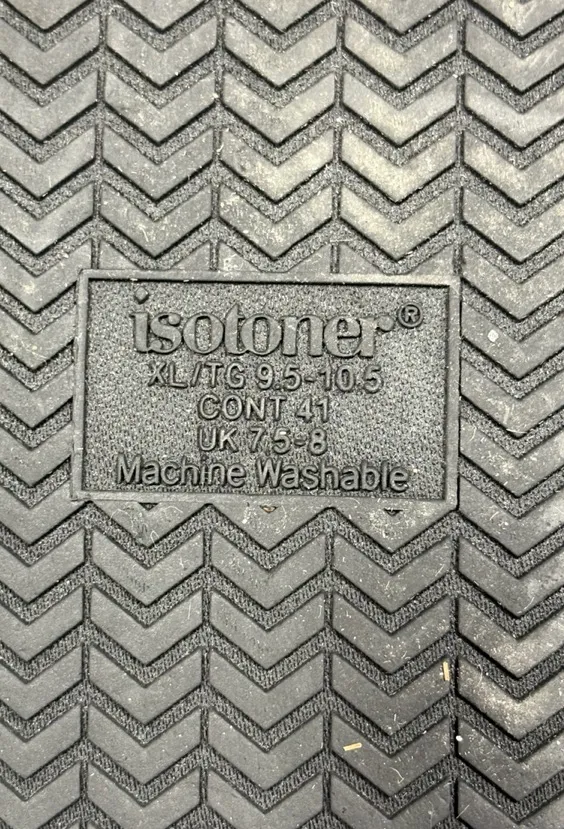 isotoner®
XL/TG 9.5-10.5
CONT 41
UK 7.5-8
Machine Washable